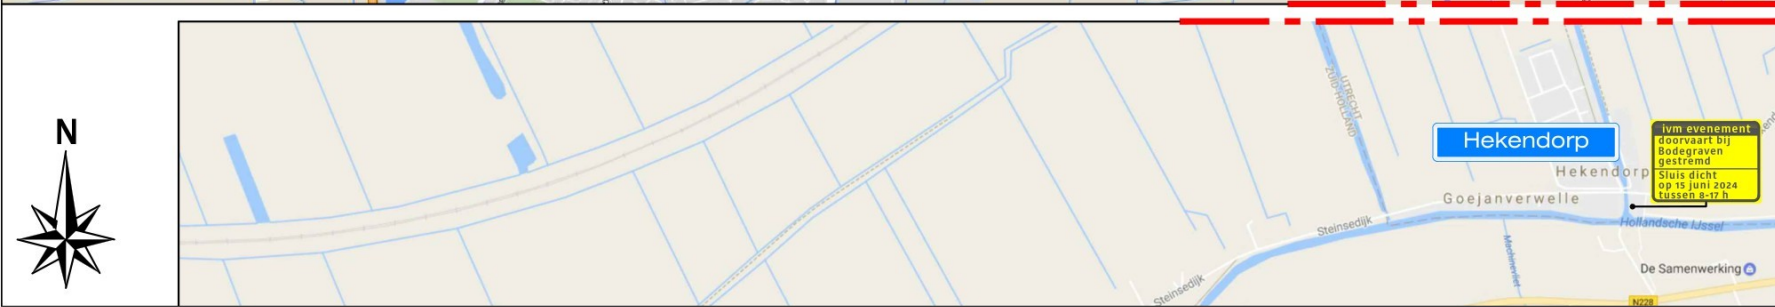 N
UTRECHT
ZUID-HOLLAND
Hekendorp
ivm evenement
doorvaart bij
Bodegraven
gestremd
Sluis dicht
op 15 juni 2024
tussen 8-17 h
Hekendorp
Goejanverwelle
Steinsedijk
Hollandsche IJssel
Machinevliet
De Samenwerking
Steinsedijk
N228